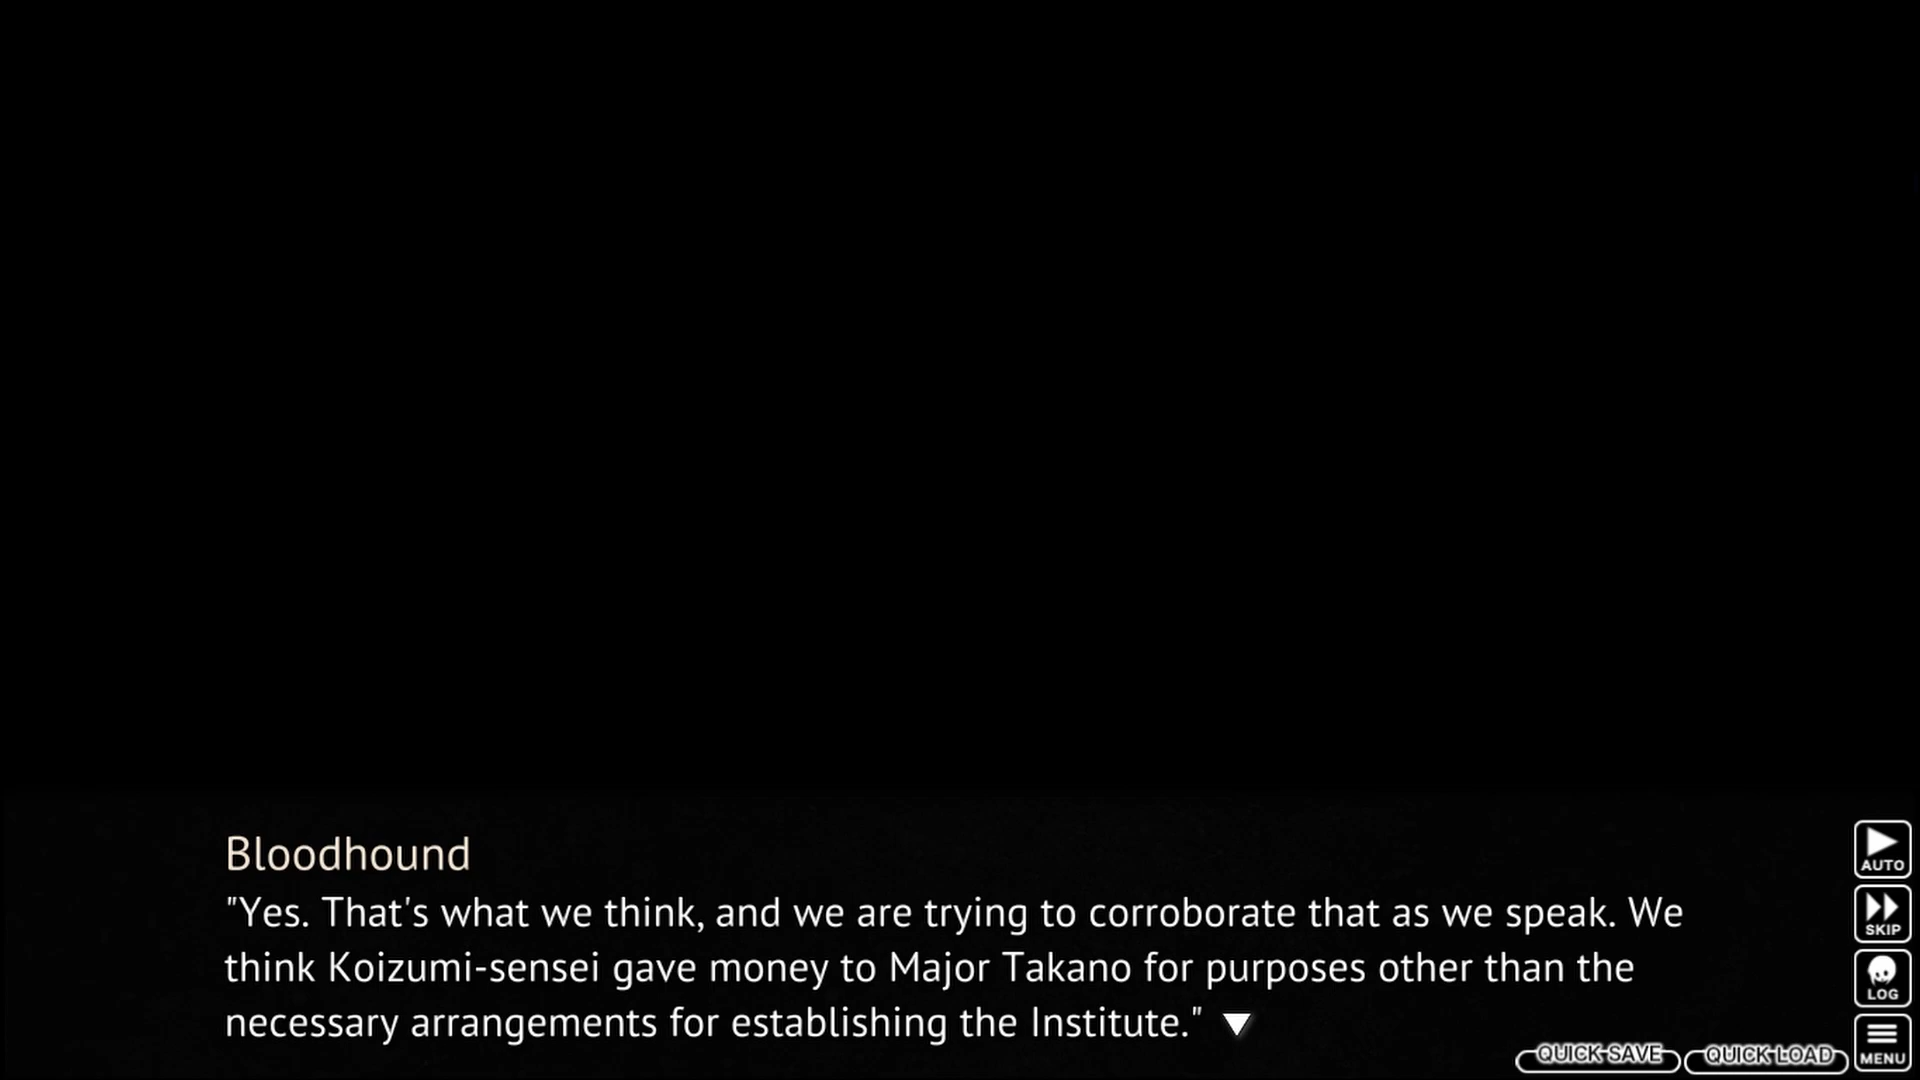 Bloodhound
"Yes. That's what we think, and we are trying to corroborate that as we speak. We
think Koizumi-sensei gave money to Major Takano for purposes other than the
necessary arrangements for establishing the Institute."
AUTO
SKIP
LOG
MENU
QUICK SAVE
QUICK LOAD